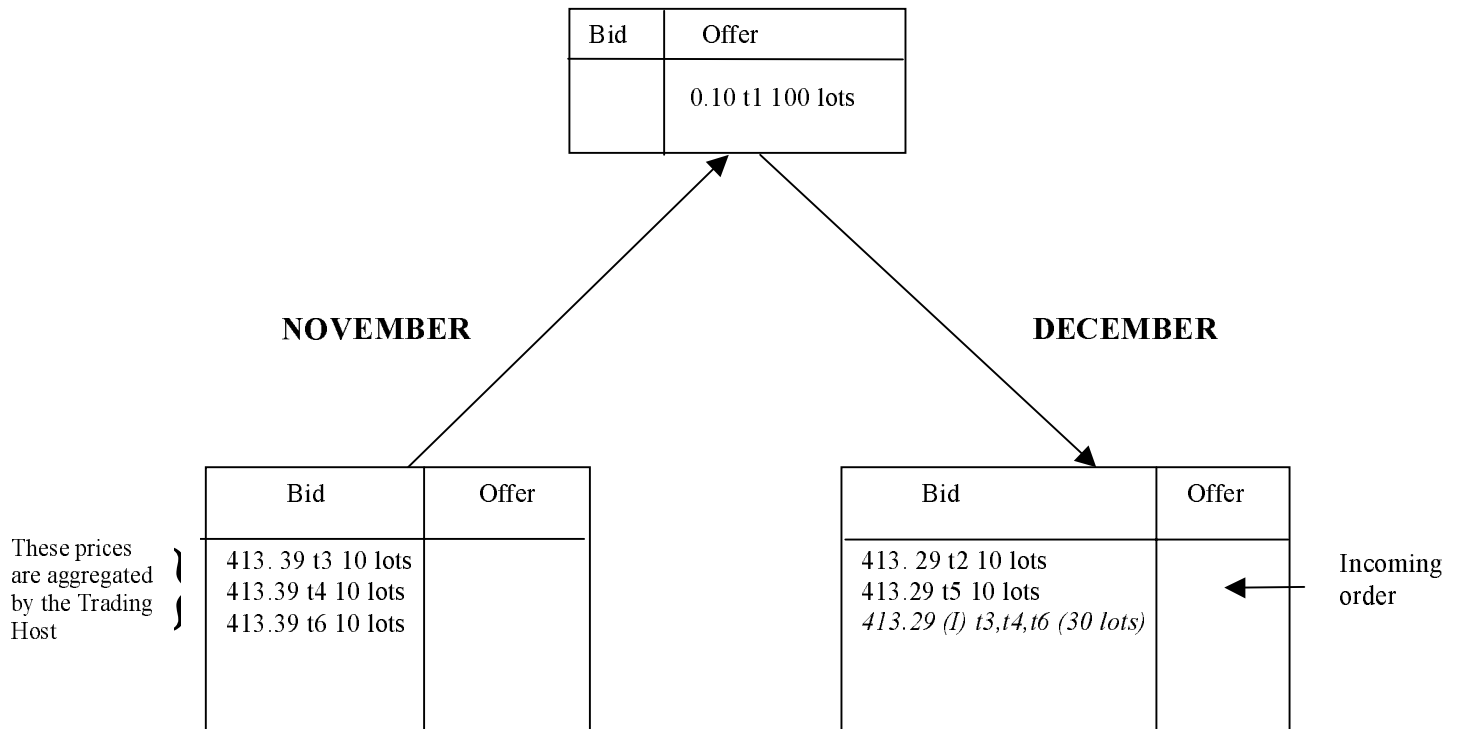 Bid Offer
0.10 t1 100 lots
NOVEMBER
DECEMBER
Bid Offer
413. 39 t3 10 lots
413.39 t4 10 lots
413.39 t6 10 lots
These prices
are aggregated
by the Trading
Host
Bid Offer
413. 29 t2 10 lots
413.29 t5 10 lots
413.29 (I) t3,t4,t6 (30 lots)
Incoming
order